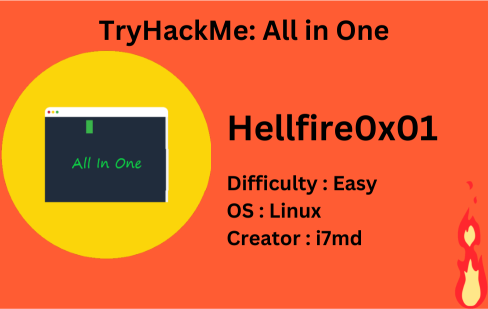 TryHackMe: All in One
All In One
Hellfire0x01
Difficulty : Easy
OS : Linux
Creator : i7md